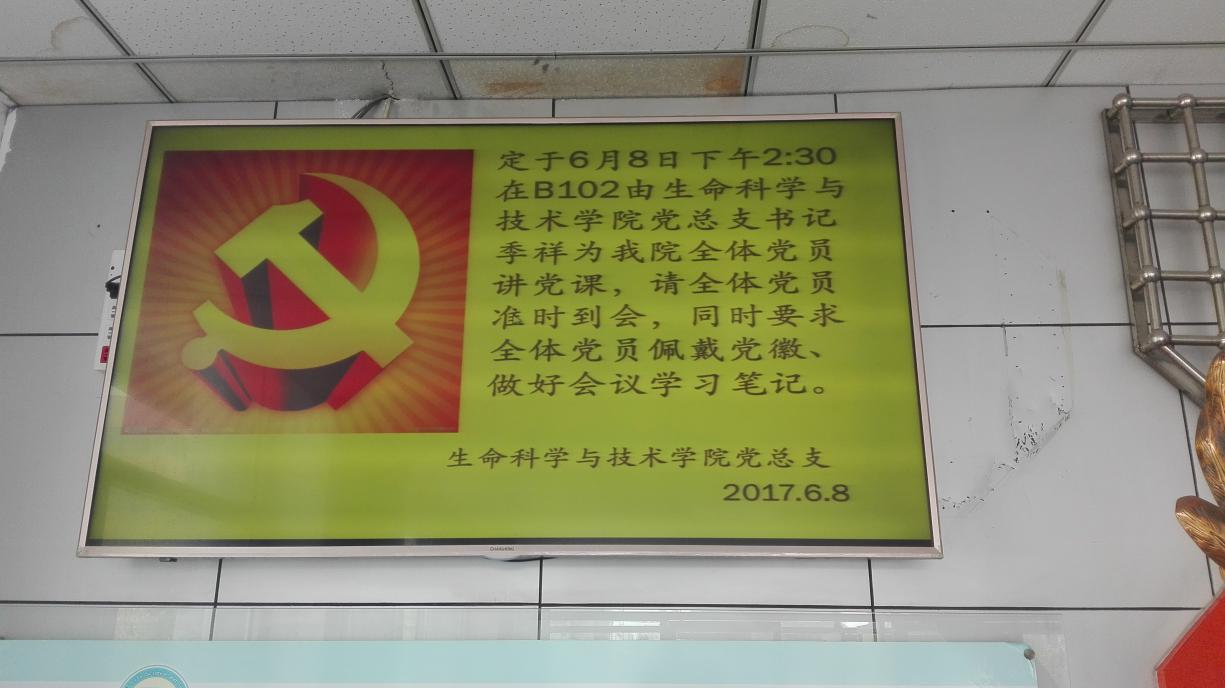 定于6月8日下午2:30
在B102由生命科学与
技术学院党总支书记
季祥为我院全体党员
讲党课，请全体党员
准时到会，同时要求
全体党员佩戴党徽、
做好会议学习笔记。
生命科学与技术学院党总支
2017.6.8
CHANGHONG